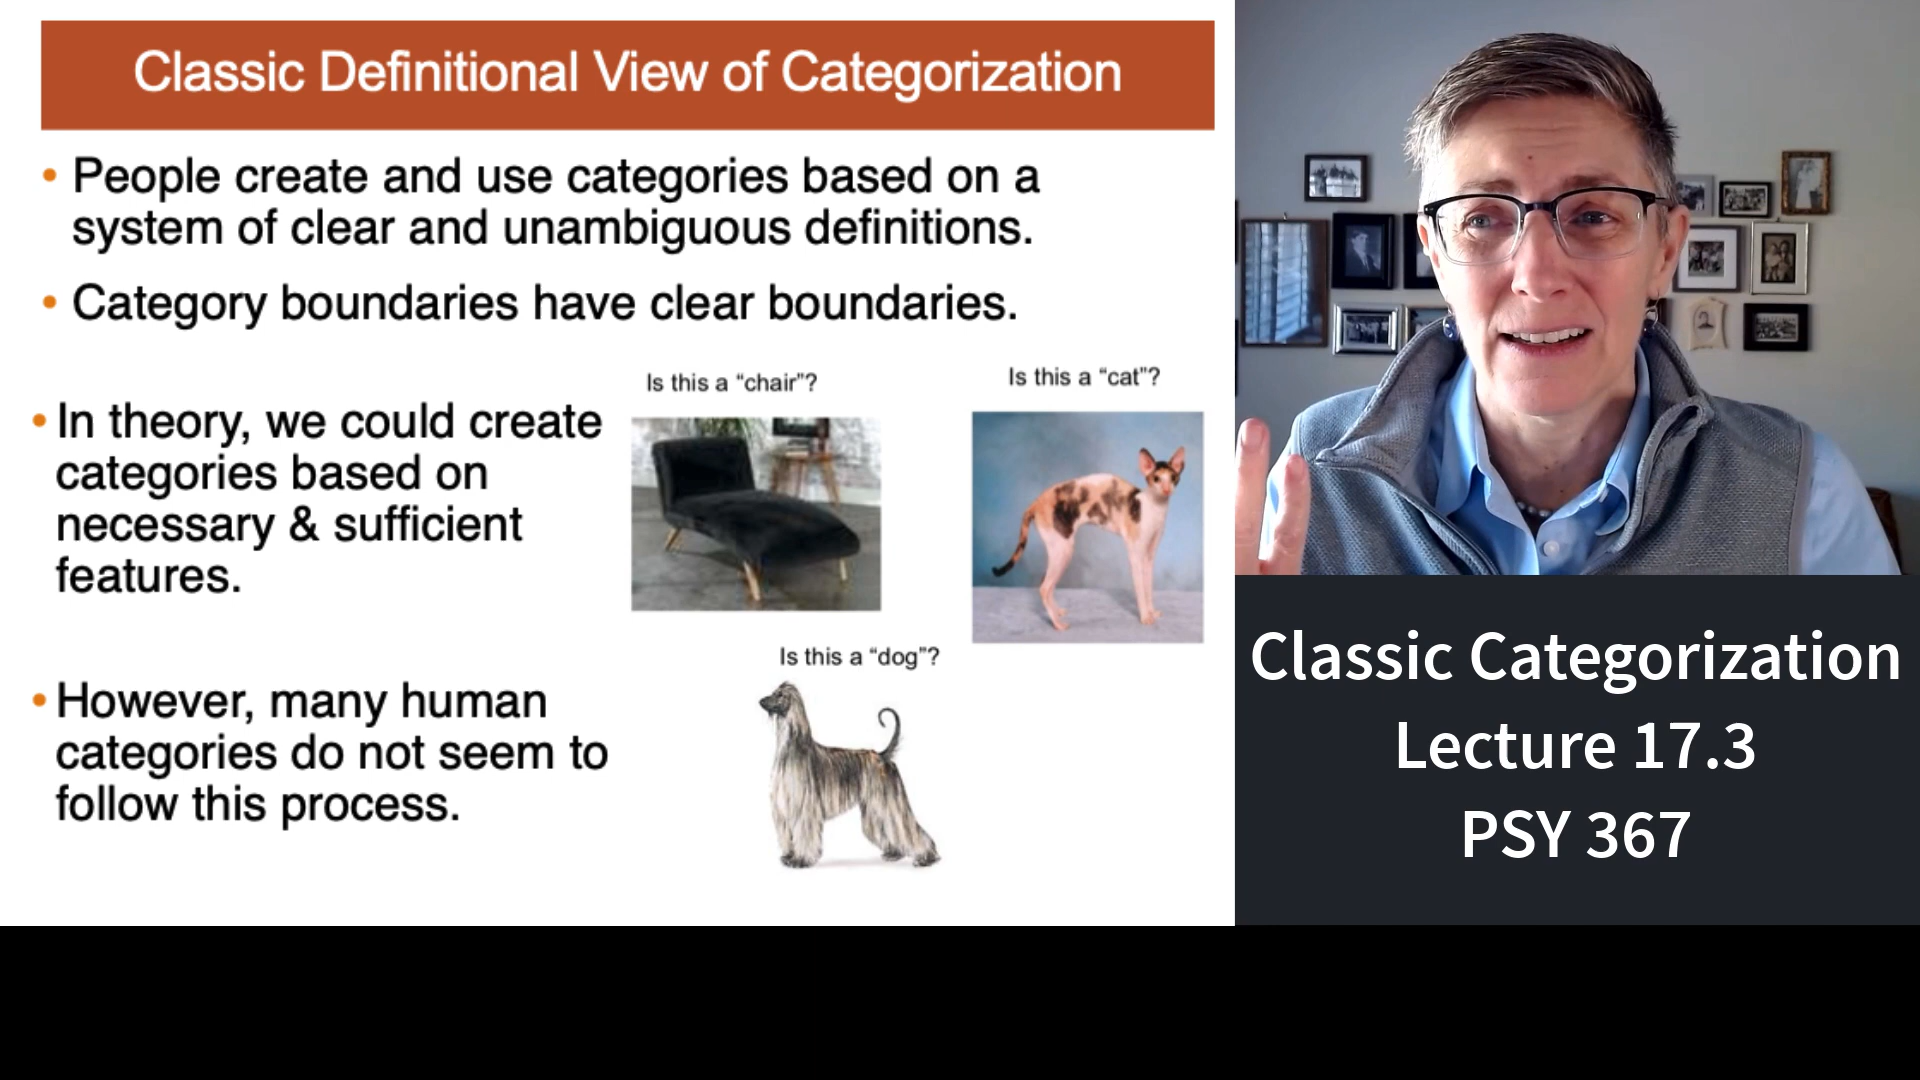 Classic Definitional View of Categorization
• People create and use categories based on a
system of clear and unambiguous definitions.
• Category boundaries have clear boundaries.
• In theory, we could create
categories based on
necessary & sufficient
features.
• However, many human
categories do not seem to
follow this process.
Is this a “chair”?
Is this a “cat”?
Is this a “dog”?
Classic Categorization
Lecture 17.3
PSY 367